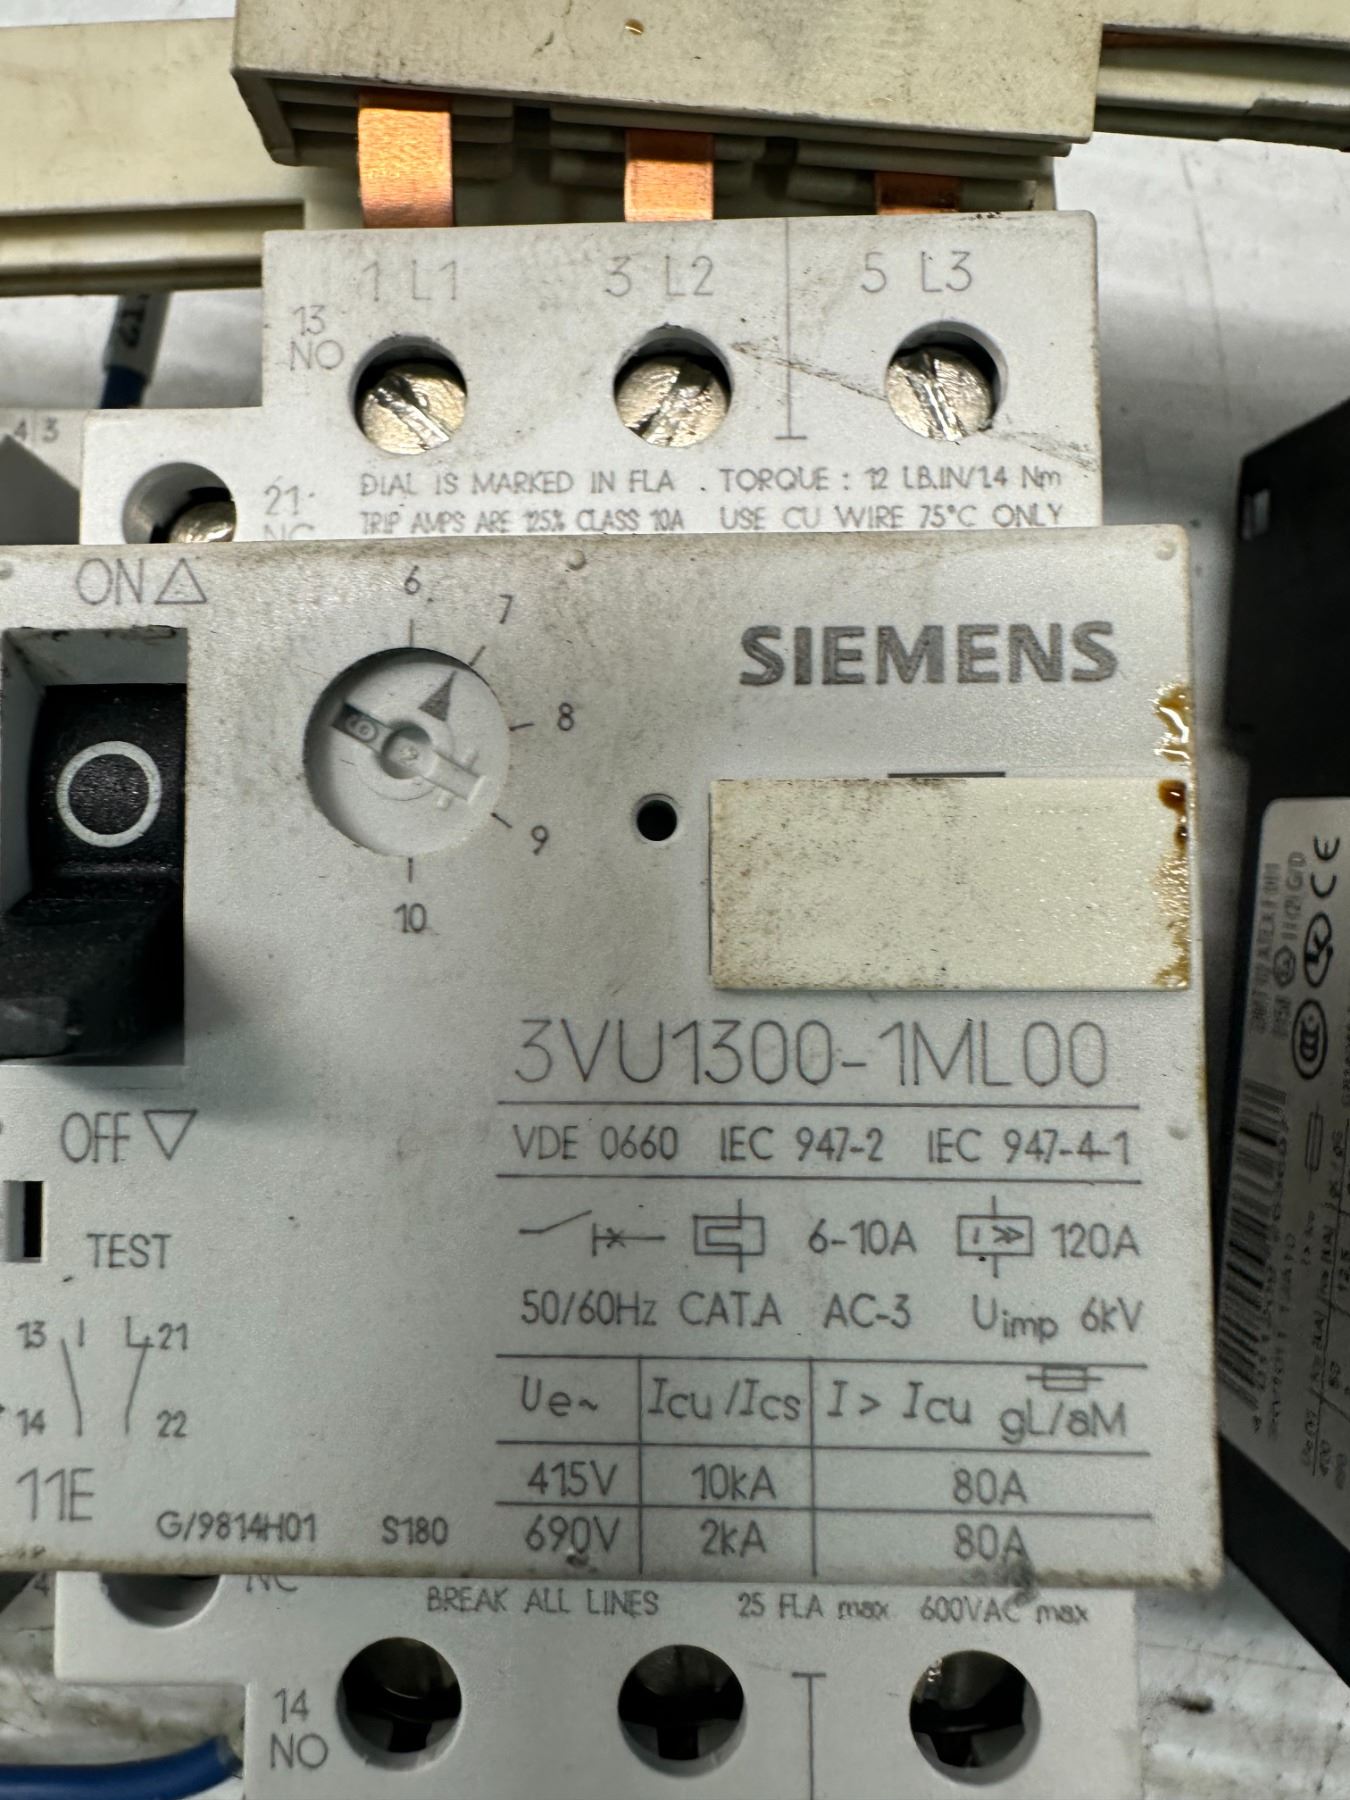 1 L1 3 L2 5 L3
13
NO
4 3
21
NC
DIAL IS MARKED IN FLA . TORQUE : 12 LB.IN/1.4 Nm
TRIP AMPS ARE 125% CLASS 10A USE CU WIRE 75°C ONLY
ON △
6
7
8
9
10
SIEMENS
3VU1300-1ML00
OFF ▽
VDE 0660 IEC 947-2 IEC 947-4-1
TEST
6-10A I >> 120A
50/60Hz CAT.A AC-3 Uimp 6kV
13 21
14 22
Ue~ Icu/Ics I> Icu gL/aM
415V 10kA 80A
690V 2kA 80A
11E
G/9814H01 S180
NC
BREAK ALL LINES 25 FLA max 600VAC max
14
NO